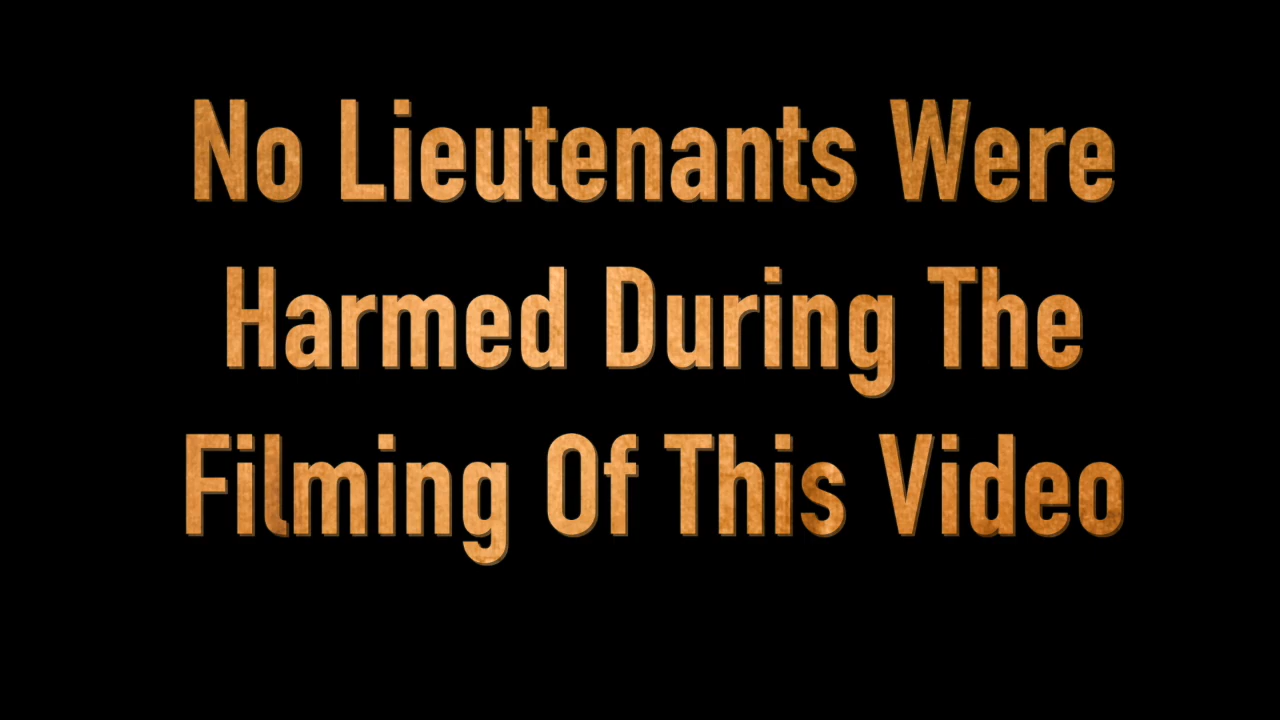 No Lieutenants Were
Harmed During The
Filming Of This Video